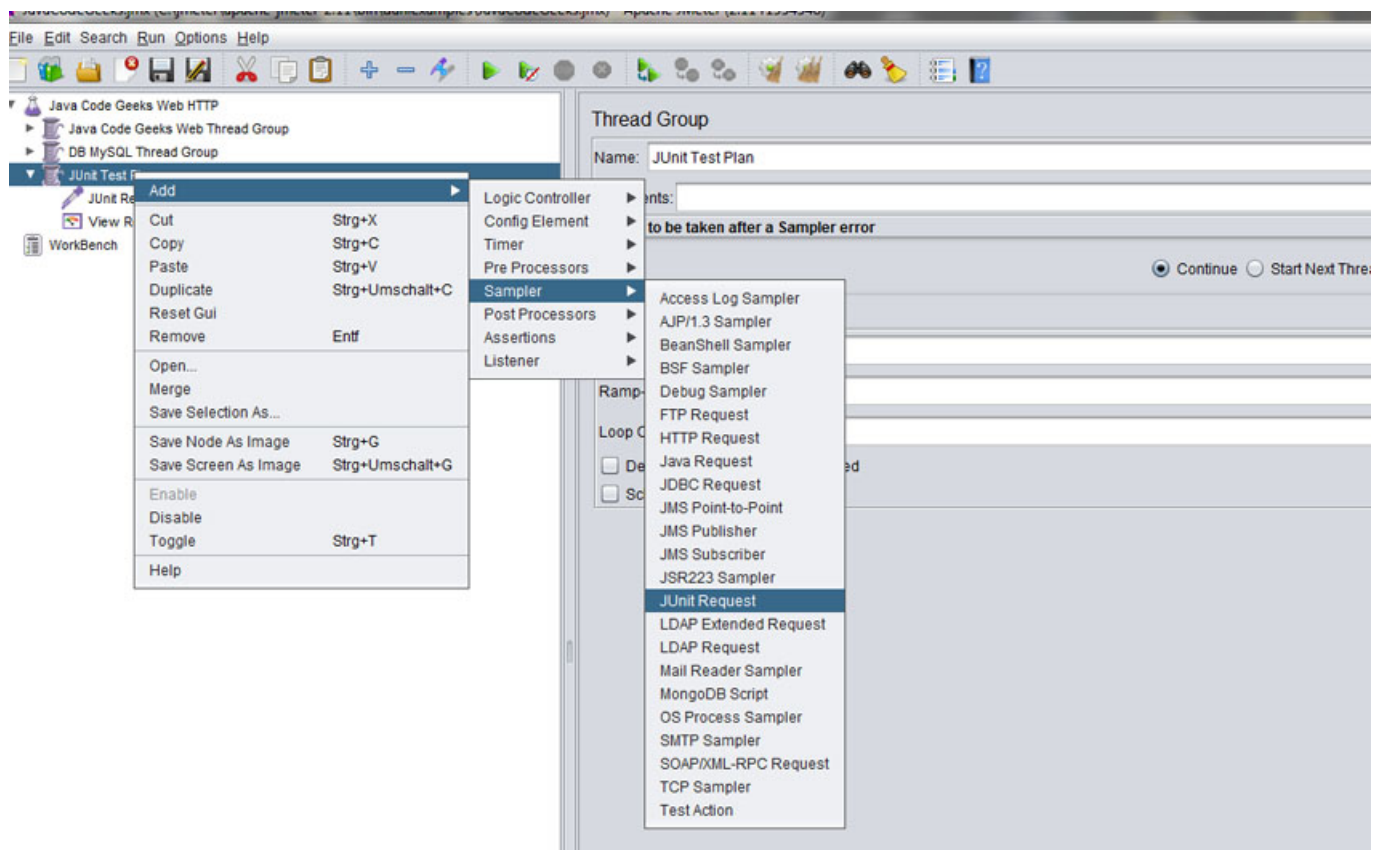 File Edit Search Run Options Help
Java Code Geeks Web HTTP
Java Code Geeks Web Thread Group
DB MySQL Thread Group
JUnit Test
JUnit
View
WorkBench
Add
Cut Strg+X
Copy Strg+C
Paste Strg+V
Duplicate Strg+Umschalt+C
Reset Gui
Remove Entf
Open...
Merge
Save Selection As...
Save Node As Image Strg+G
Save Screen As Image Strg+Umschalt+G
Enable
Disable
Toggle Strg+T
Help
Logic Controller
Config Element
Timer
Pre Processors
Sampler
Post Processors
Assertions
Listener
Access Log Sampler
AJP/1.3 Sampler
BeanShell Sampler
BSF Sampler
Debug Sampler
FTP Request
HTTP Request
Java Request
JDBC Request
JMS Point-to-Point
JMS Publisher
JMS Subscriber
JSR223 Sampler
JUnit Request
LDAP Extended Request
LDAP Request
Mail Reader Sampler
MongoDB Script
OS Process Sampler
SMTP Sampler
SOAP/XML-RPC Request
TCP Sampler
Test Action
Thread Group
Name: JUnit Test Plan
ents:
to be taken after a Sampler error
Continue Start Next Threa
Ramp-
Loop
De
ed
Sc